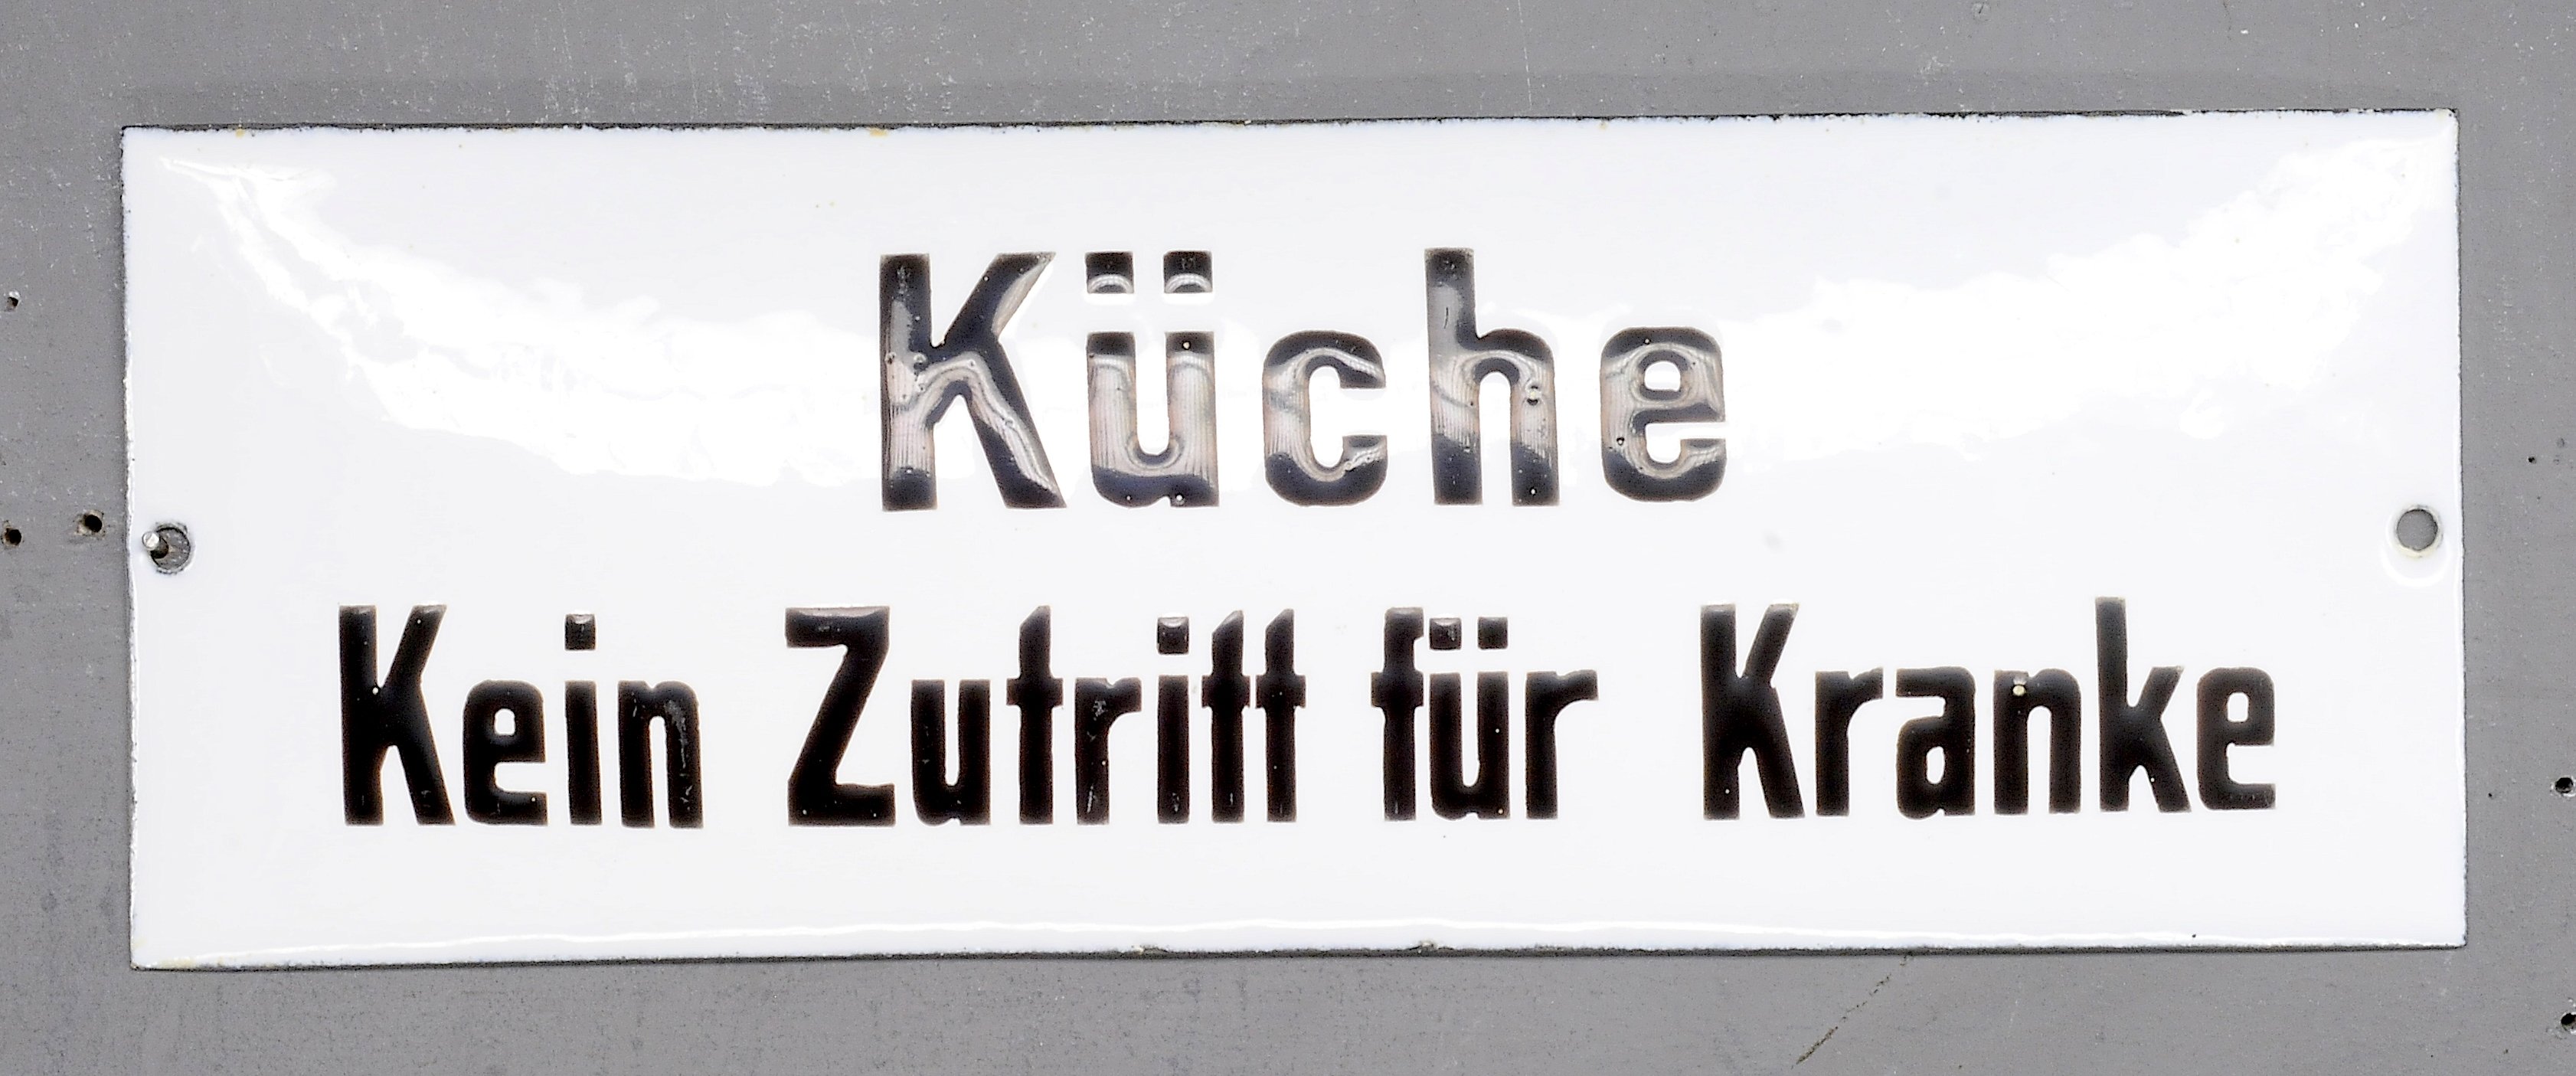 Küche
Kein Zutritt für Kranke